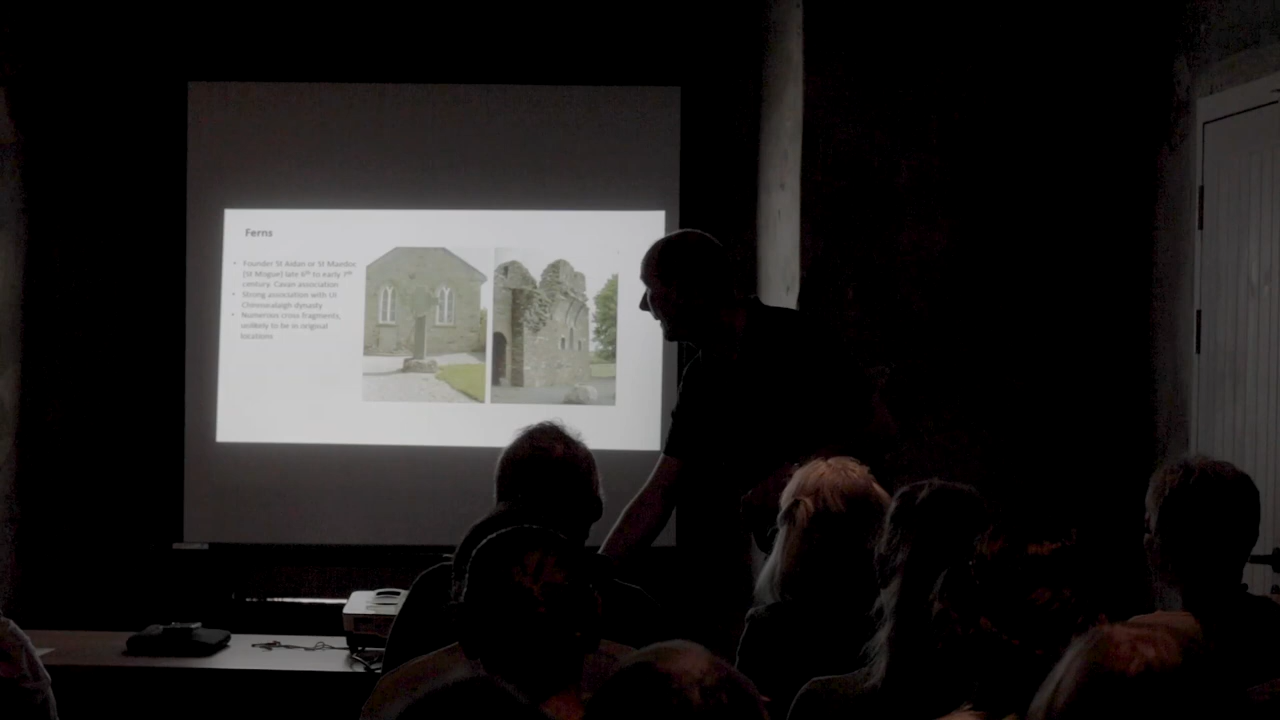 Ferns
• Founder St Aidan or St Maedoc
(St Mogue) late 6th to early 7th
century. Cavan association
• Strong association with Uí
Chinnsealaigh dynasty
• Numerous cross fragments,
unlikely to be in original
locations